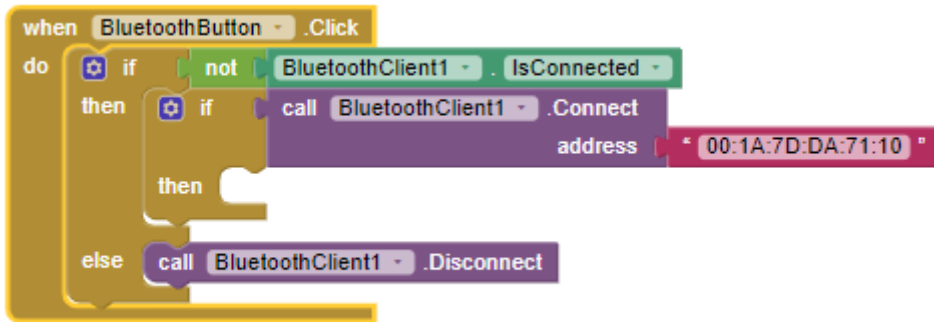 when BluetoothButton .Click
do if not BluetoothClient1 . IsConnected
then if call BluetoothClient1 .Connect
address " 00:1A:7D:DA:71:10 "
then
else call BluetoothClient1 .Disconnect